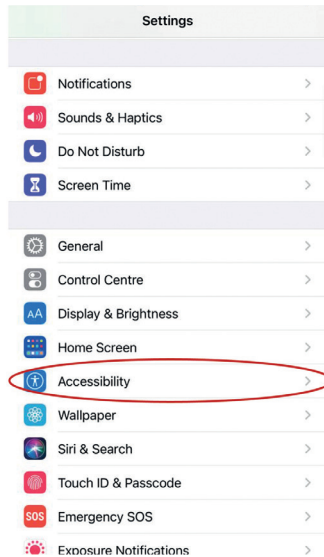 Settings
Notifications
Sounds & Haptics
Do Not Disturb
Screen Time
General
Control Centre
AA Display & Brightness
Home Screen
Accessibility
Wallpaper
Siri & Search
Touch ID & Passcode
SOS Emergency SOS
Exposure Notifications